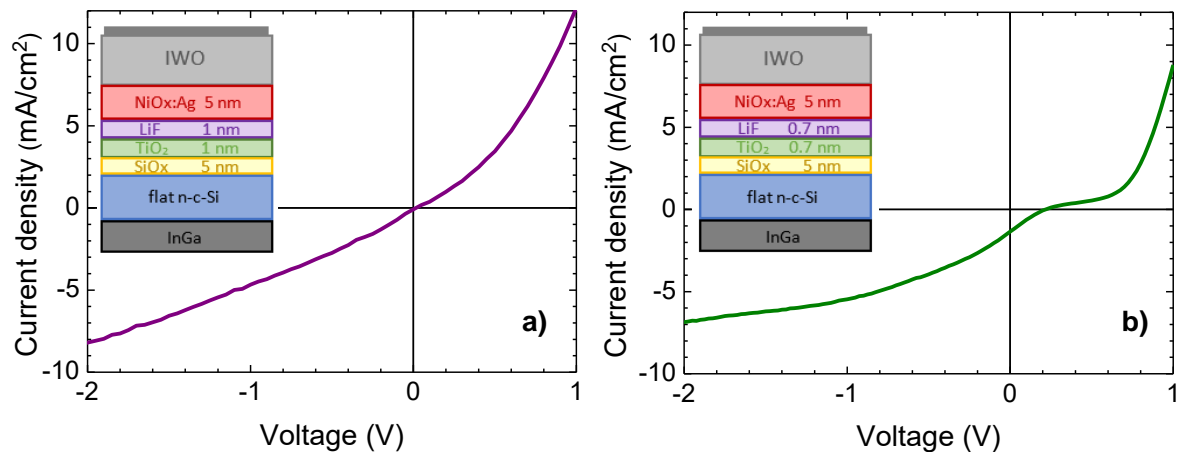 Current density (mA/cm²)
10
5
0
-5
-10
IWO
NiOx:Ag 5 nm
LiF 1 nm
TiO₂ 1 nm
SiOx 5 nm
flat n-c-Si
InGa
a)
-2 -1 0 1
Voltage (V)
Current density (mA/cm²)
10
5
0
-5
-10
IWO
NiOx:Ag 5 nm
LiF 0.7 nm
TiO₂ 0.7 nm
SiOx 5 nm
flat n-c-Si
InGa
b)
-2 -1 0 1
Voltage (V)